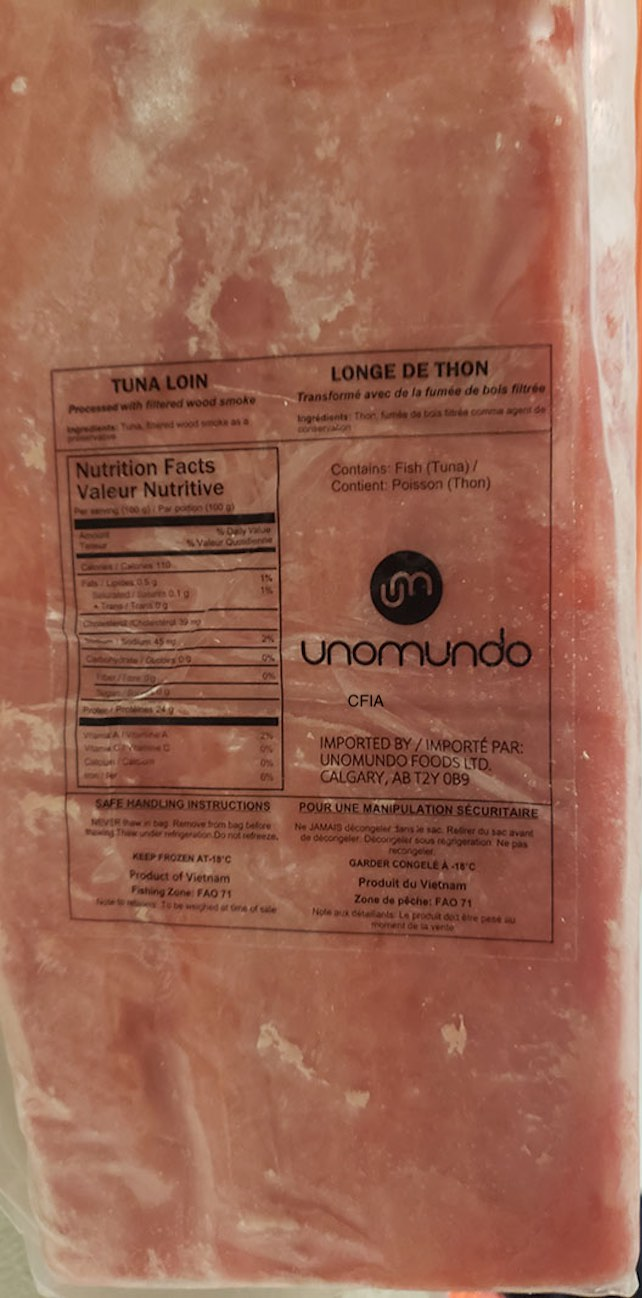 TUNA LOIN
Processed with filtered wood smoke
Ingredients: Tuna, filtered wood smoke as a
preservative
LONGE DE THON
Transformé avec de la fumée de bois filtrée
Ingrédients: Thon, fumée de bois filtrée comme agent de
conservation
Nutrition Facts
Valeur Nutritive
Per serving (100 g) / Par portion (100 g)
Amount
Teneur
% Daily Value
% Valeur Quotidienne
Calories / Calories 110
Fats / Lipides 0.5 g 1%
Saturated / Saturés 0.1 g 1%
+ Trans / Trans 0 g
Cholesterol / Cholestérol 39 mg
Sodium / Sodium 45 mg 2%
Carbohydrate / Glucides 0 g 0%
Fiber / Fibre 0g 0%
Sugar /
Protein / Protéines 24 g
Vitamin A / Vitamine A 2%
Vitamin C / Vitamine C 0%
Calcium / Calcium 0%
Iron / Fer 6%
Contains: Fish (Tuna) /
Contient: Poisson (Thon)
um
unomundo
CFIA
IMPORTED BY / IMPORTÉ PAR:
UNOMUNDO FOODS LTD.
CALGARY, AB T2Y 0B9
SAFE HANDLING INSTRUCTIONS
NEVER thaw in bag. Remove from bag before
thawing. Thaw under refrigeration. Do not refreeze.
KEEP FROZEN AT-18°C
Product of Vietnam
Fishing Zone: FAO 71
Note to retailers: To be weighed at time of sale
POUR UNE MANIPULATION SÉCURITAIRE
Ne JAMAIS décongeler dans le sac. Retirer du sac avant
de décongeler. Décongeler sous réfrigération. Ne pas
recongeler.
GARDER CONGELÉ À -18°C
Produit du Vietnam
Zone de pêche: FAO 71
Note aux détaillants: Le produit doit être pesé au
moment de la vente